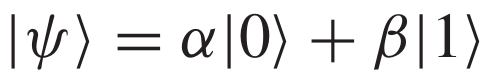 |ψ⟩ = α|0⟩ + β|1⟩